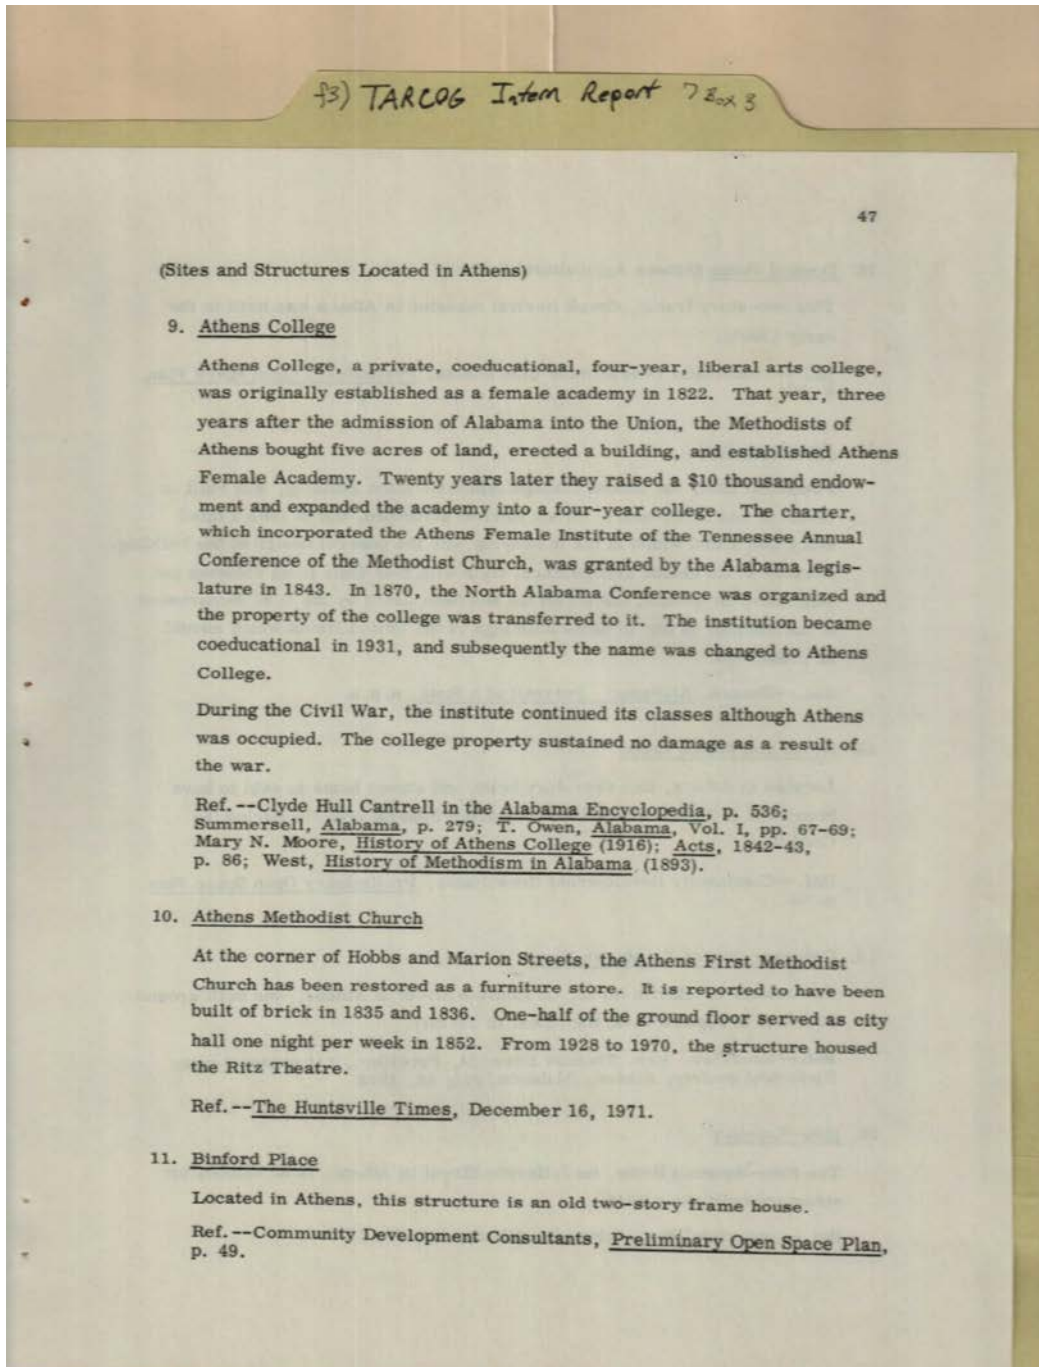 f3) TARCOG Intern Report 7 Box 3
47
(Sites and Structures Located in Athens)
9. Athens College
Athens College, a private, coeducational, four-year, liberal arts college,
was originally established as a female academy in 1822. That year, three
years after the admission of Alabama into the Union, the Methodists of
Athens bought five acres of land, erected a building, and established Athens
Female Academy. Twenty years later they raised a $10 thousand endow-
ment and expanded the academy into a four-year college. The charter,
which incorporated the Athens Female Institute of the Tennessee Annual
Conference of the Methodist Church, was granted by the Alabama legis-
lature in 1843. In 1870, the North Alabama Conference was organized and
the property of the college was transferred to it. The institution became
coeducational in 1931, and subsequently the name was changed to Athens
College.
During the Civil War, the institute continued its classes although Athens
was occupied. The college property sustained no damage as a result of
the war.
Ref.--Clyde Hull Cantrell in the Alabama Encyclopedia, p. 536;
Summersell, Alabama, p. 279; T. Owen, Alabama, Vol. I, pp. 67-69;
Mary N. Moore, History of Athens College (1916); Acts, 1842-43,
p. 86; West, History of Methodism in Alabama (1893).
10. Athens Methodist Church
At the corner of Hobbs and Marion Streets, the Athens First Methodist
Church has been restored as a furniture store. It is reported to have been
built of brick in 1835 and 1836. One-half of the ground floor served as city
hall one night per week in 1852. From 1928 to 1970, the structure housed
the Ritz Theatre.
Ref.--The Huntsville Times, December 16, 1971.
11. Binford Place
Located in Athens, this structure is an old two-story frame house.
Ref.--Community Development Consultants, Preliminary Open Space Plan,
p. 49.